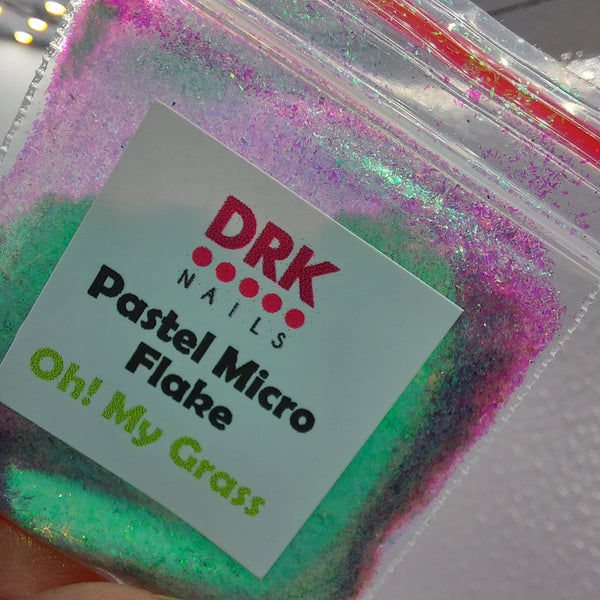 DRK
NAILS
Pastel Micro
Flake
Oh! My Grass